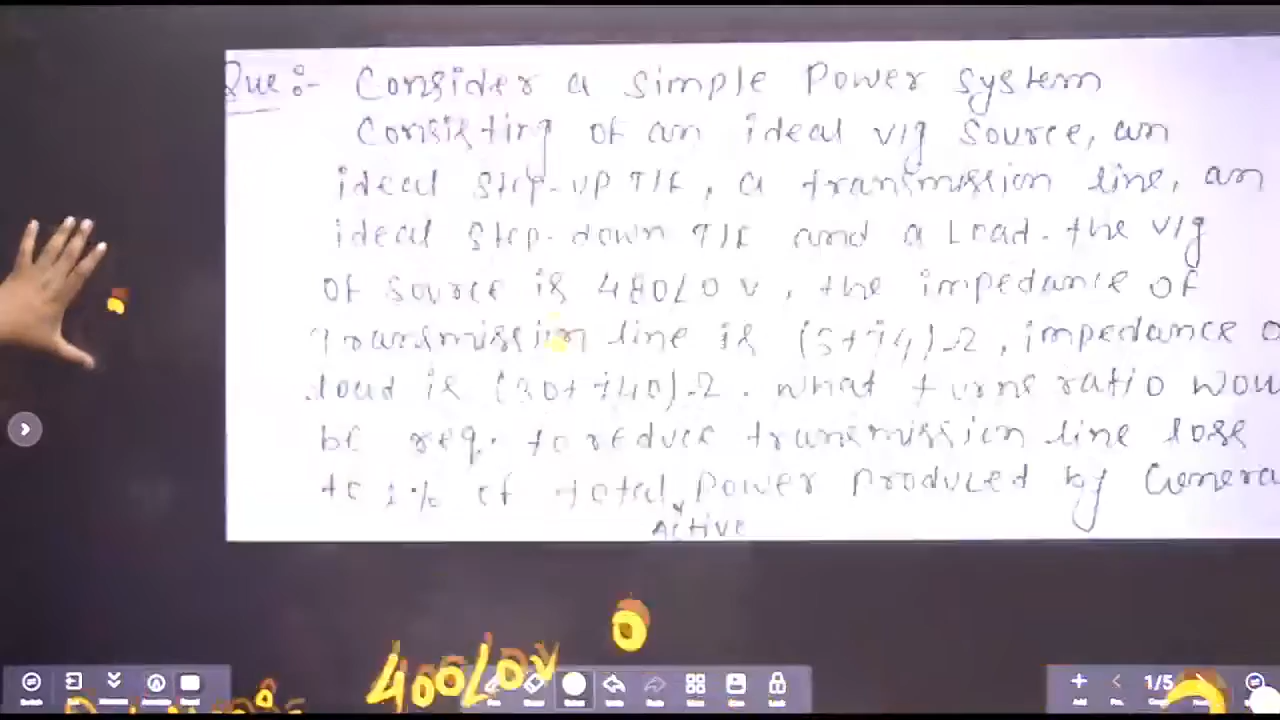 Que:- Consider a simple Power system
Consisting of an ideal v/g source, an
ideal Step-up T/F, a transmission line, an
ideal step-down T/F and a Load. the v/g
of source is 480∠0 v, the impedance of
Transmission line is (5+j4)Ω, impedance o
load is (30+j40)Ω. What turns ratio wou
be req. to reduce transmission line loss
to 1% of total power produced by Genera
Active
400∠0v
1/5